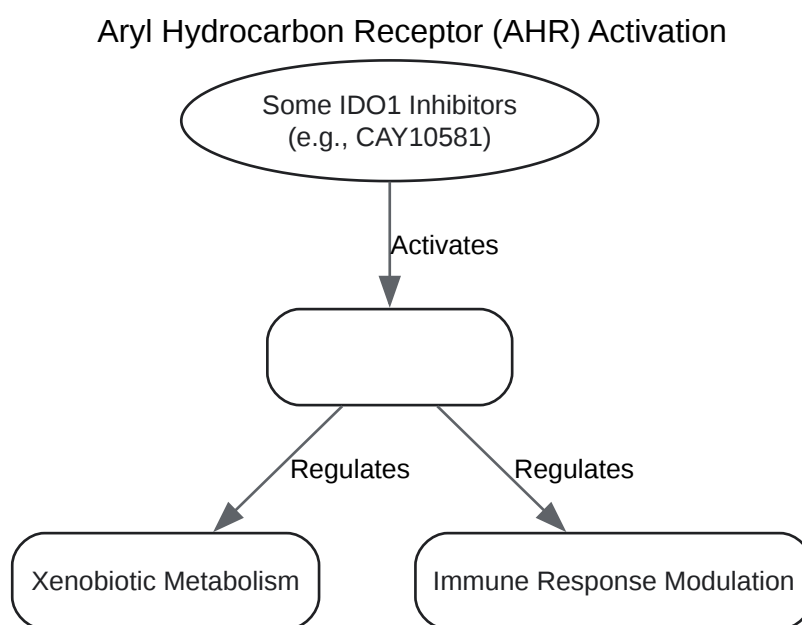 Aryl Hydrocarbon Receptor (AHR) Activation
Some IDO1 Inhibitors
(e.g., CAY10581)
Activates
Regulates
Regulates
Xenobiotic Metabolism
Immune Response Modulation